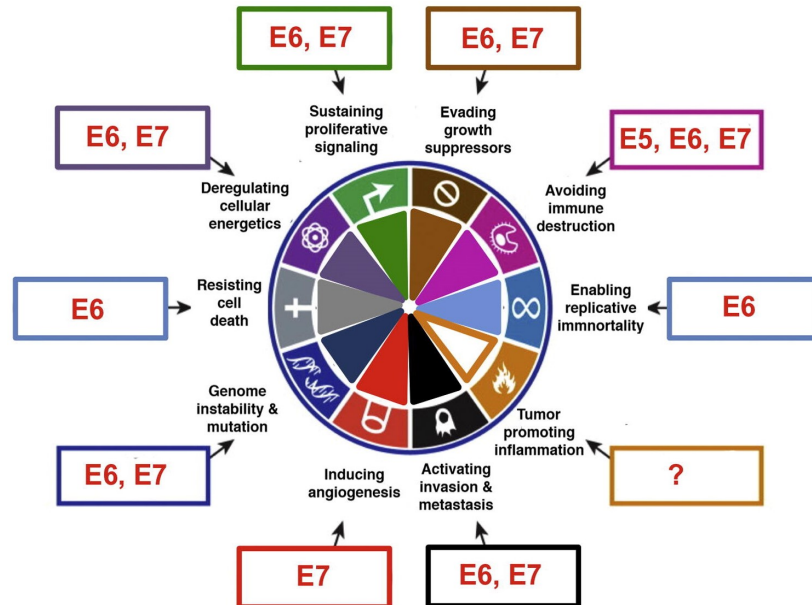 E6, E7
E6, E7
Sustaining
proliferative
signaling
Evading
growth
suppressors
E6, E7
E5, E6, E7
Deregulating
cellular
energetics
Avoiding
immune
destruction
E6
Resisting
cell
death
Enabling
replicative
immnortality
E6
Genome
instability &
mutation
Tumor
promoting
inflammation
E6, E7
Inducing
angiogenesis
Activating
invasion &
metastasis
?
E7
E6, E7